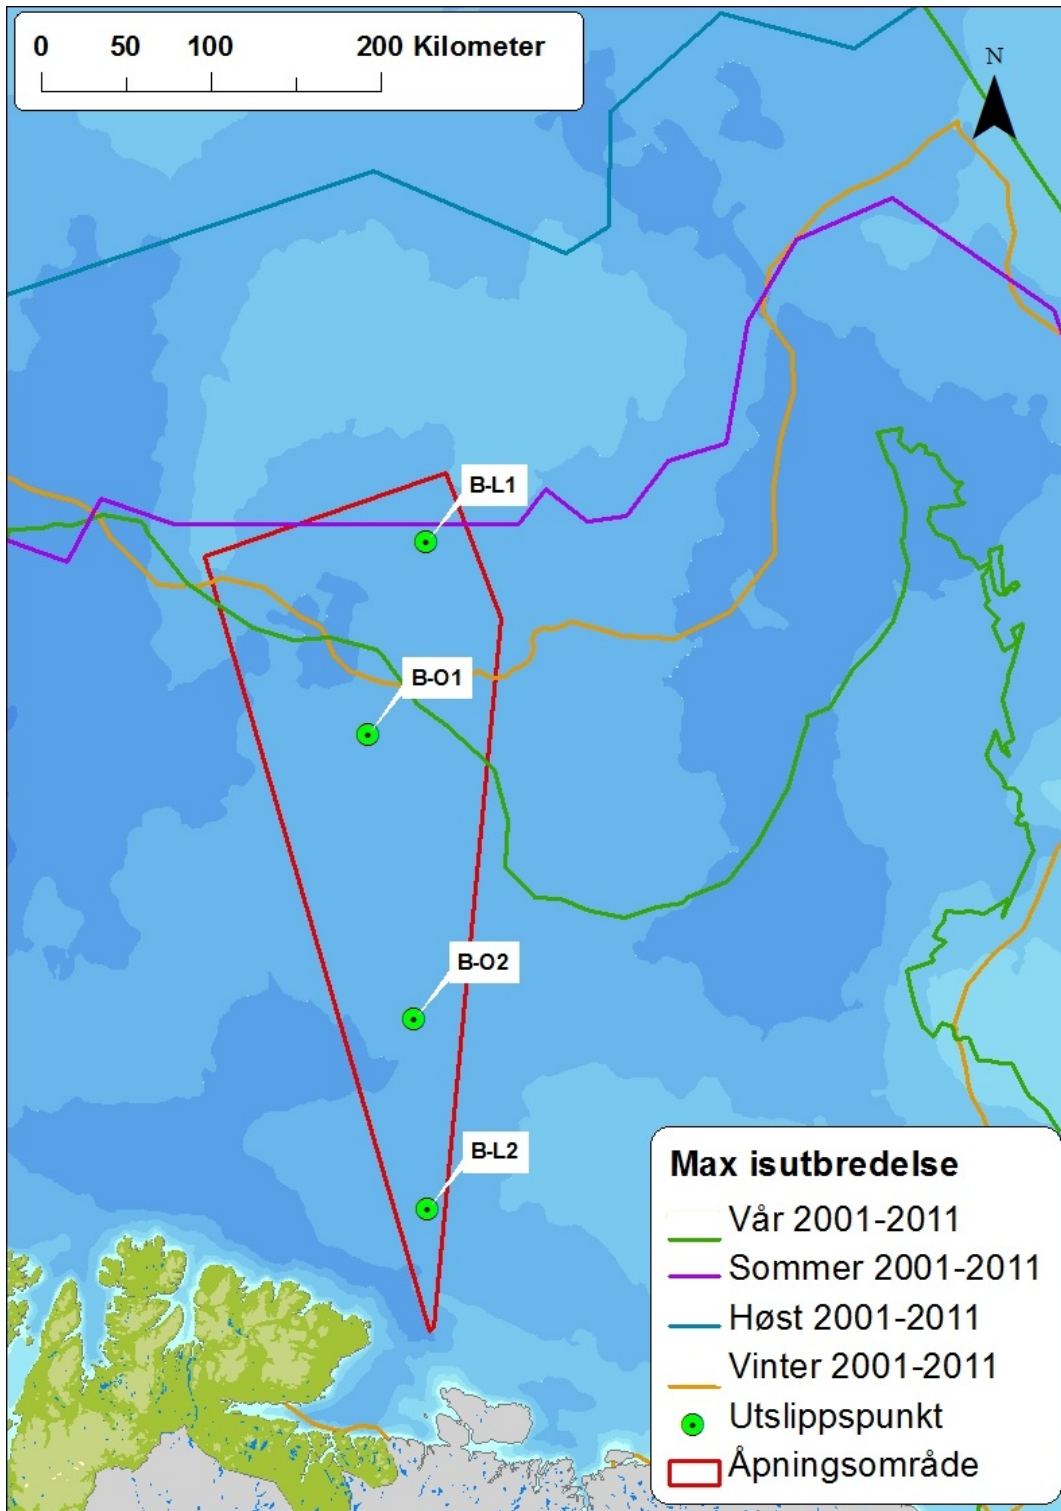 0 50 100 200 Kilometer
N
B-L1
B-O1
B-O2
B-L2
Max isutbredelse
Vår 2001-2011
Sommer 2001-2011
Høst 2001-2011
Vinter 2001-2011
Utslippspunkt
Åpningsområde